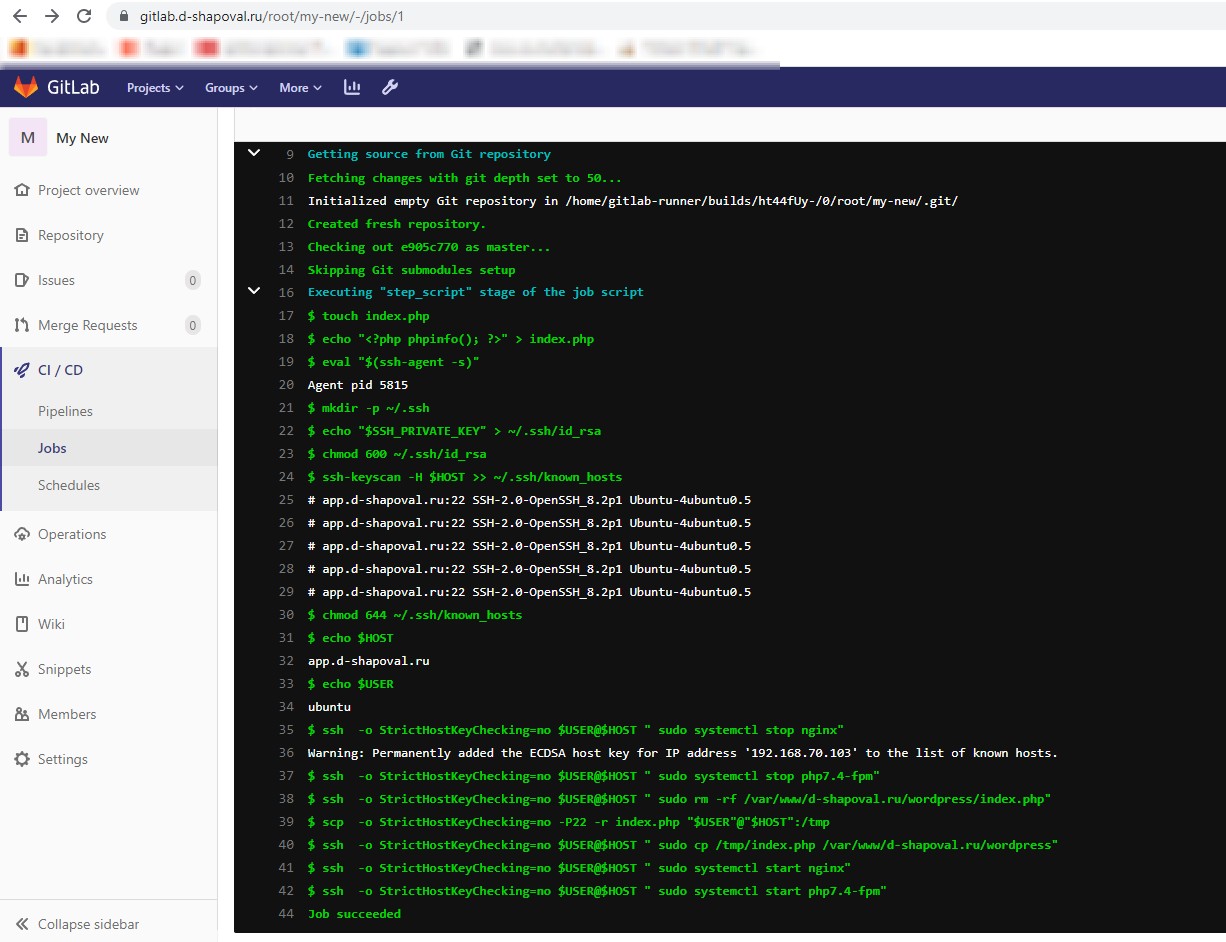 gitlab.d-shapoval.ru/root/my-new/-/jobs/1
GitLab Projects Groups More
M My New
Project overview
Repository
Issues 0
Merge Requests 0
CI / CD
Pipelines
Jobs
Schedules
Operations
Analytics
Wiki
Snippets
Members
Settings
Collapse sidebar
9 Getting source from Git repository
10 Fetching changes with git depth set to 50...
11 Initialized empty Git repository in /home/gitlab-runner/builds/ht44fUy-/0/root/my-new/.git/
12 Created fresh repository.
13 Checking out e905c770 as master...
14 Skipping Git submodules setup
16 Executing "step_script" stage of the job script
17 $ touch index.php
18 $ echo "<?php phpinfo(); ?>" > index.php
19 $ eval "$(ssh-agent -s)"
20 Agent pid 5815
21 $ mkdir -p ~/.ssh
22 $ echo "$SSH_PRIVATE_KEY" > ~/.ssh/id_rsa
23 $ chmod 600 ~/.ssh/id_rsa
24 $ ssh-keyscan -H $HOST >> ~/.ssh/known_hosts
25 # app.d-shapoval.ru:22 SSH-2.0-OpenSSH_8.2p1 Ubuntu-4ubuntu0.5
26 # app.d-shapoval.ru:22 SSH-2.0-OpenSSH_8.2p1 Ubuntu-4ubuntu0.5
27 # app.d-shapoval.ru:22 SSH-2.0-OpenSSH_8.2p1 Ubuntu-4ubuntu0.5
28 # app.d-shapoval.ru:22 SSH-2.0-OpenSSH_8.2p1 Ubuntu-4ubuntu0.5
29 # app.d-shapoval.ru:22 SSH-2.0-OpenSSH_8.2p1 Ubuntu-4ubuntu0.5
30 $ chmod 644 ~/.ssh/known_hosts
31 $ echo $HOST
32 app.d-shapoval.ru
33 $ echo $USER
34 ubuntu
35 $ ssh  -o StrictHostKeyChecking=no $USER@$HOST " sudo systemctl stop nginx"
36 Warning: Permanently added the ECDSA host key for IP address '192.168.70.103' to the list of known hosts.
37 $ ssh  -o StrictHostKeyChecking=no $USER@$HOST " sudo systemctl stop php7.4-fpm"
38 $ ssh  -o StrictHostKeyChecking=no $USER@$HOST " sudo rm -rf /var/www/d-shapoval.ru/wordpress/index.php"
39 $ scp  -o StrictHostKeyChecking=no -P22 -r index.php "$USER"@"$HOST":/tmp
40 $ ssh  -o StrictHostKeyChecking=no $USER@$HOST " sudo cp /tmp/index.php /var/www/d-shapoval.ru/wordpress"
41 $ ssh  -o StrictHostKeyChecking=no $USER@$HOST " sudo systemctl start nginx"
42 $ ssh  -o StrictHostKeyChecking=no $USER@$HOST " sudo systemctl start php7.4-fpm"
44 Job succeeded